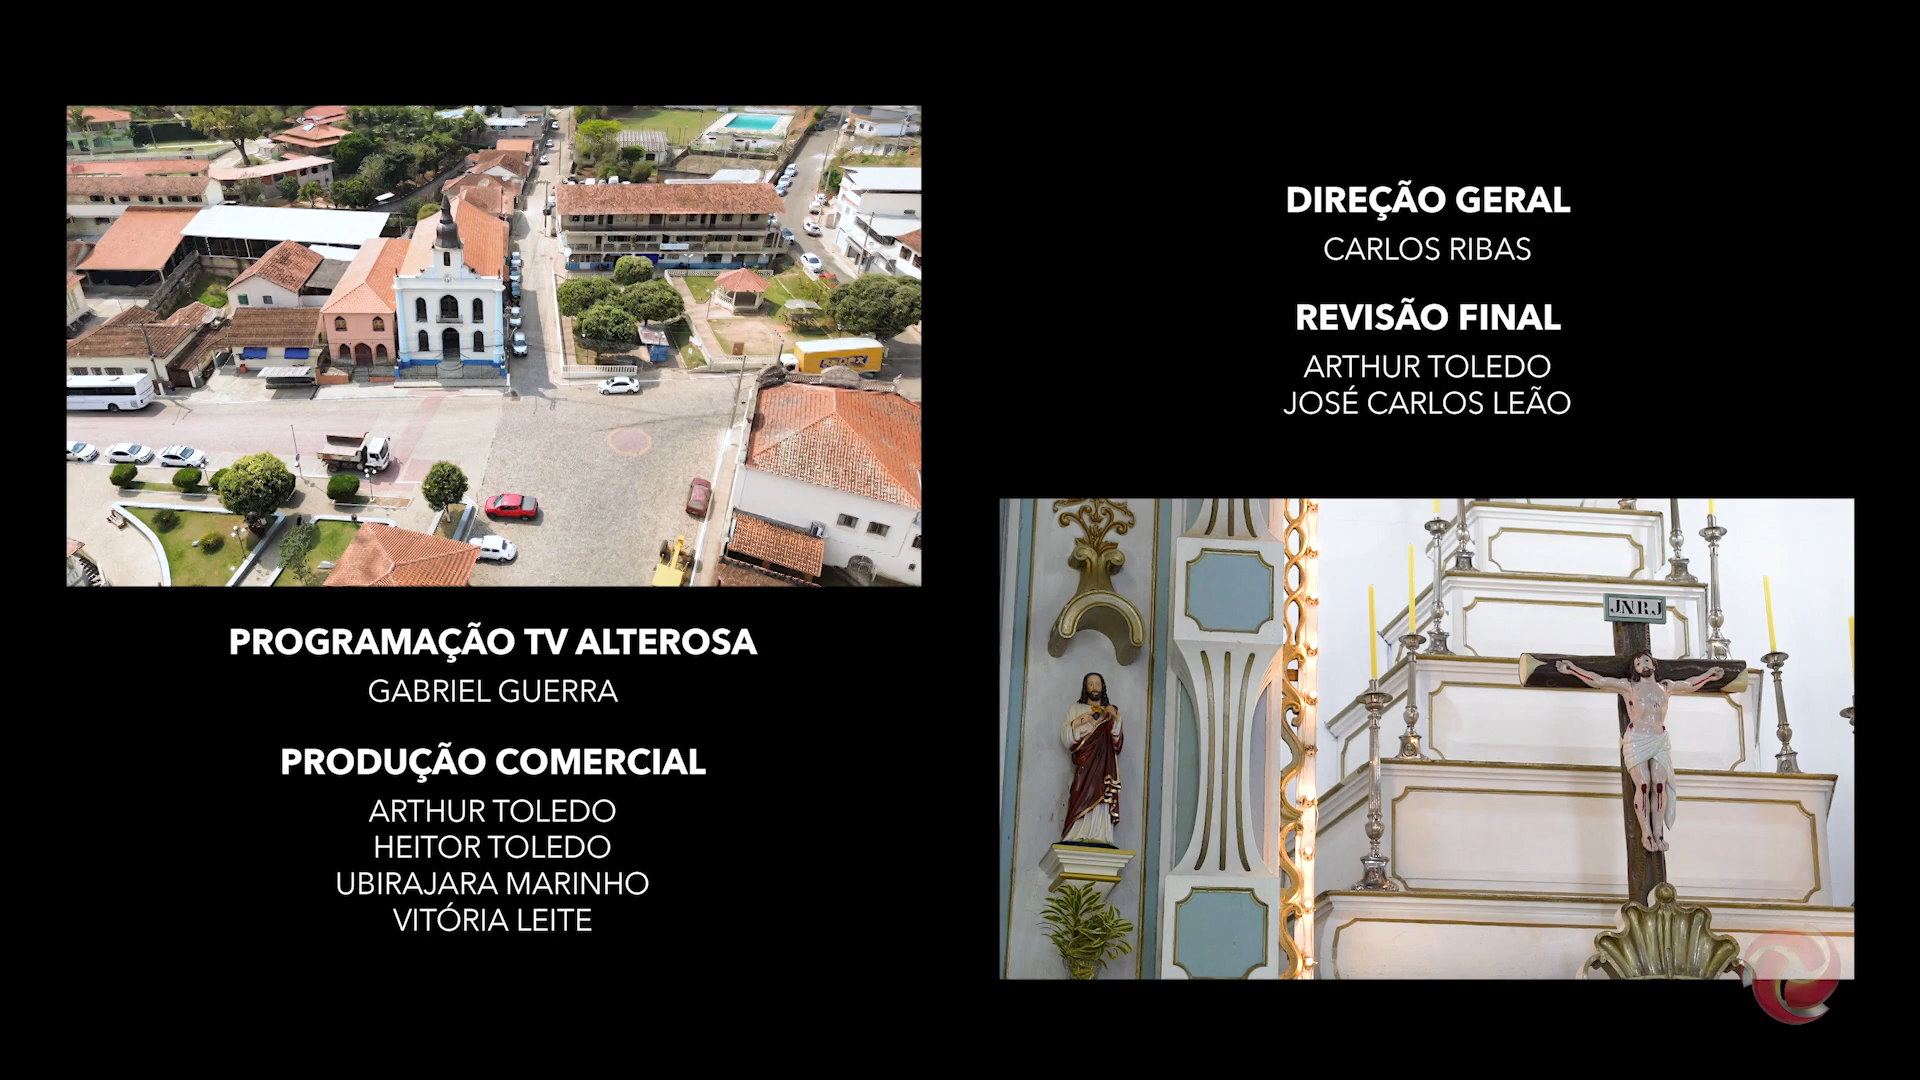 PROGRAMAÇÃO TV ALTEROSA
GABRIEL GUERRA
PRODUÇÃO COMERCIAL
ARTHUR TOLEDO
HEITOR TOLEDO
UBIRAJARA MARINHO
VITÓRIA LEITE
DIREÇÃO GERAL
CARLOS RIBAS
REVISÃO FINAL
ARTHUR TOLEDO
JOSÉ CARLOS LEÃO
JNRJ